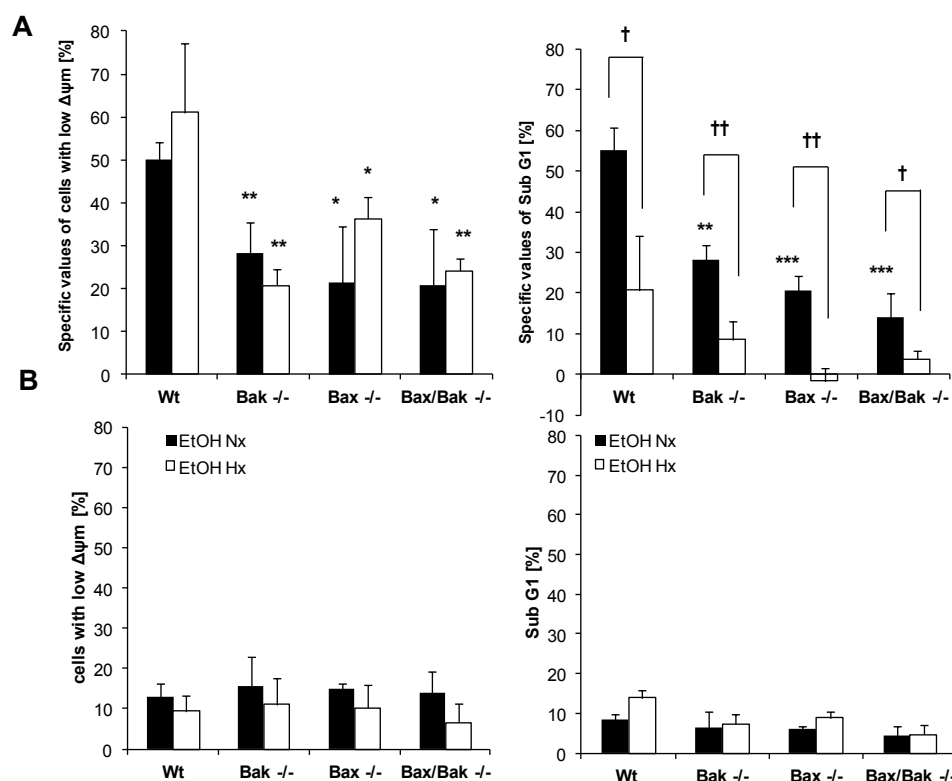 A
Specific values of cells with low Δψm [%]
80
70
60
50
40
30
20
10
0
** ** * * * **
Wt Bak -/- Bax -/- Bax/Bak -/-
Specific values of Sub G1 [%]
80
70
60
50
40
30
20
10
0
-10
† †† †† †
** *** ***
Wt Bak -/- Bax -/- Bax/Bak -/-
B
cells with low Δψm [%]
80
70
60
50
40
30
20
10
0
EtOH Nx
EtOH Hx
Wt Bak -/- Bax -/- Bax/Bak -/-
Sub G1 [%]
80
70
60
50
40
30
20
10
0
EtOH Nx
EtOH Hx
Wt Bak -/- Bax -/- Bax/Bak -/-